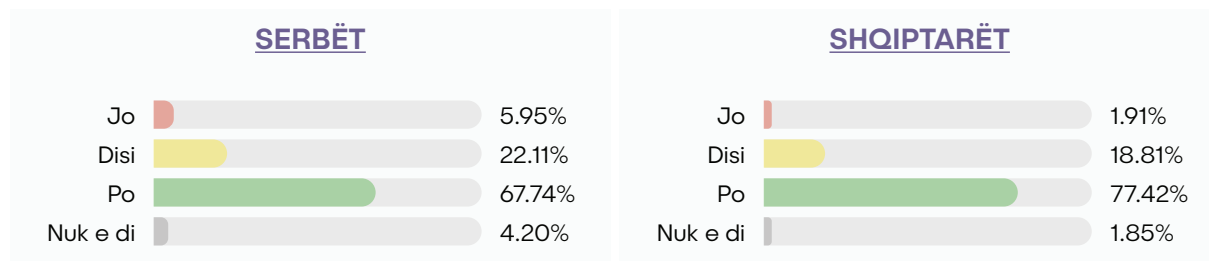 SERBËT
Jo 5.95%
Disi 22.11%
Po 67.74%
Nuk e di 4.20%
SHQIPTARËT
Jo 1.91%
Disi 18.81%
Po 77.42%
Nuk e di 1.85%